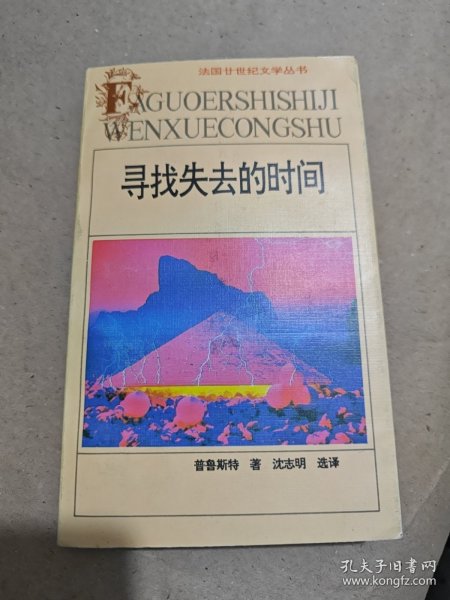 法国廿世纪文学丛书
FAGUOERSHISHIJI
WENXUECONGSHU
寻找失去的时间
普鲁斯特 著 沈志明 选译
孔夫子旧书网
www.kongfz.com